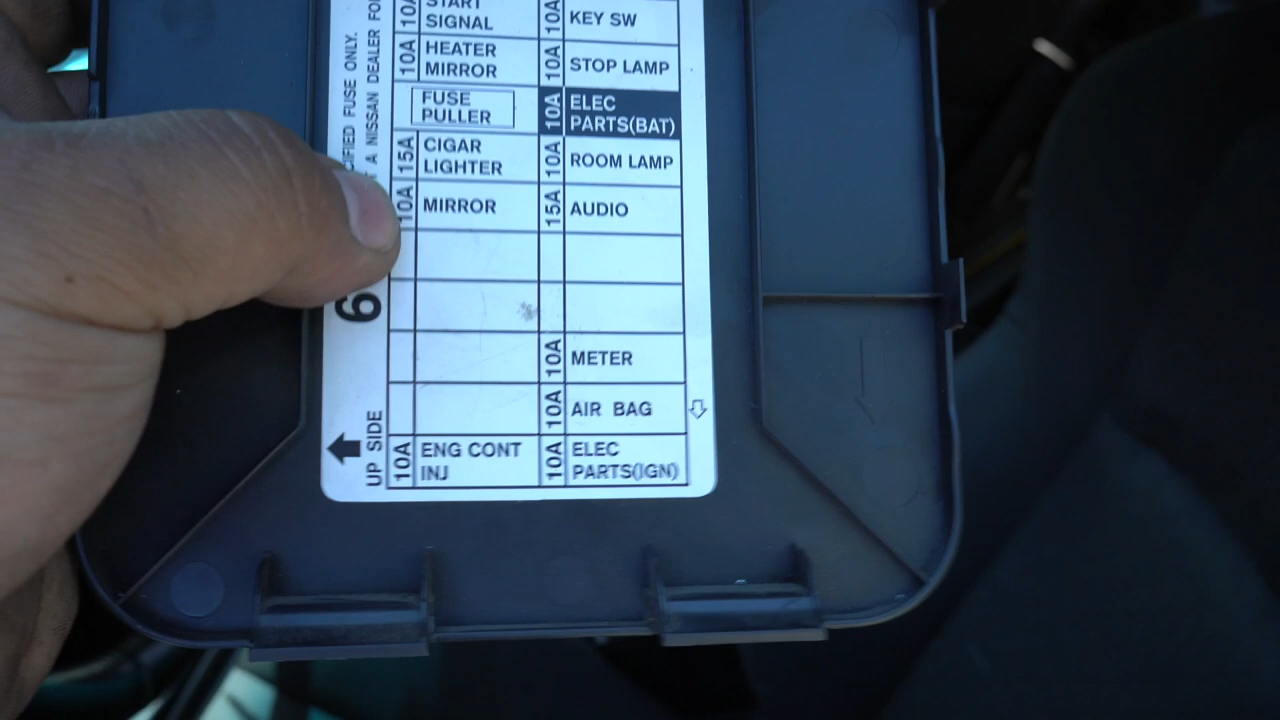 10A START SIGNAL 10A KEY SW
10A HEATER MIRROR 10A STOP LAMP
FUSE PULLER 10A ELEC PARTS(BAT)
15A CIGAR LIGHTER 10A ROOM LAMP
10A MIRROR 15A AUDIO
10A METER
10A AIR BAG
10A ENG CONT INJ 10A ELEC PARTS(IGN)
FUSE ONLY.
A NISSAN DEALER
6
UP SIDE